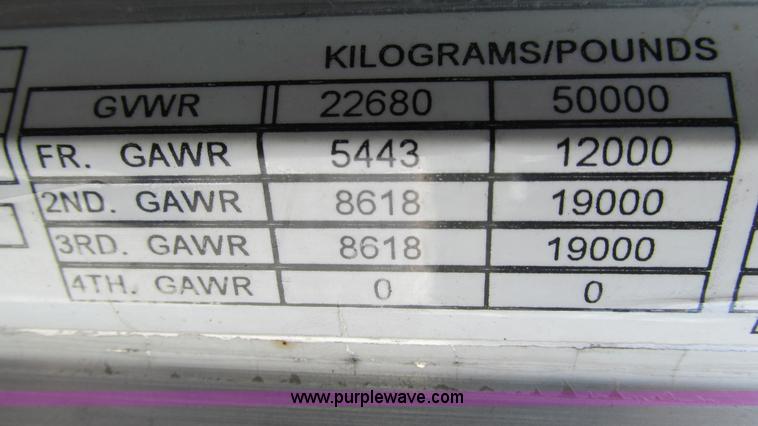 KILOGRAMS/POUNDS
GVWR 22680 50000
FR. GAWR 5443 12000
2ND. GAWR 8618 19000
3RD. GAWR 8618 19000
4TH. GAWR 0 0
www.purplewave.com